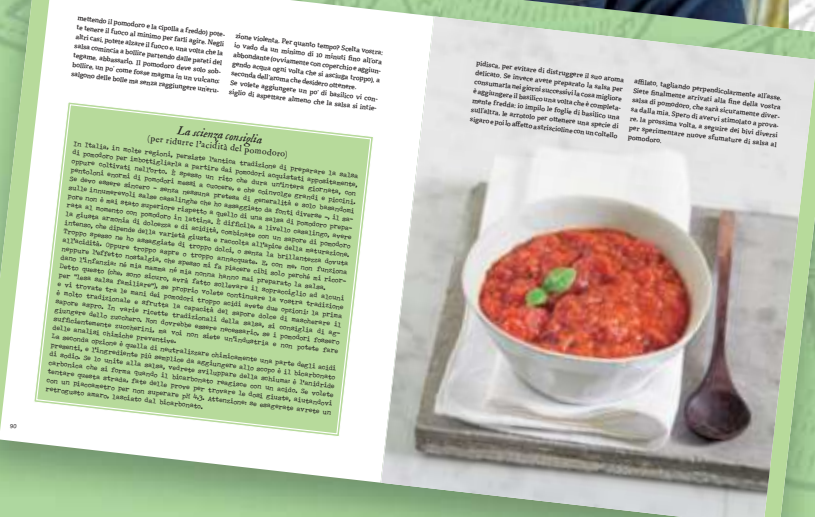 mettendo il pomodoro e la cipolla a freddo) pote-
te tenere il fuoco al minimo per farli agire. Negli
altri casi, potete alzare il fuoco e, una volta che la
salsa comincia a bollire partendo dalle pareti del
tegame, abbassarlo. Il pomodoro deve solo sob-
bollire, un po' come fosse magma in un vulcano:
salgono delle bolle ma senza raggiungere un'eru-
zione violenta. Per quanto tempo? Scelta vostra:
io vado da un minimo di 10 minuti fino all'ora
abbondante (ovviamente con coperchio e aggiun-
gendo acqua ogni volta che si asciuga troppo), a
seconda dell'aroma che desidero ottenere.
Se volete aggiungere un po' di basilico vi con-
siglio di aspettare almeno che la salsa si intie-
La scienza consiglia
(per ridurre l'acidità del pomodoro)
In Italia, in molte regioni, persiste l'antica tradizione di preparare la salsa
di pomodoro per imbottigliarla a partire dai pomodori acquistati appositamente,
oppure coltivati nell'orto. È spesso un rito che dura un'intera giornata, con
pentoloni enormi di pomodori messi a cuocere, e che coinvolge grandi e piccini.
Se devo essere sincero – senza nessuna pretesa di generalità e solo basandomi
sulle innumerevoli salse casalinghe che ho assaggiato da fonti diverse –, il sa-
pore non è mai stato superiore rispetto a quello di una salsa di pomodoro prepa-
rata al momento con pomodoro in lattina. È difficile, a livello casalingo, avere
la giusta armonia di dolcezza e di acidità, combinate con un sapore di pomodoro
intenso, che dipende della varietà giusta e raccolta all'apice della maturazione.
Troppo spesso ne ho assaggiate di troppo dolci, o senza la brillantezza dovuta
all'acidità. Oppure troppo aspre o troppo annacquate. E, con me, non funziona
neppure l'effetto nostalgia, che spesso mi fa piacere cibi solo perché mi ricor-
dano l'infanzia: né mia mamma né mia nonna hanno mai preparato la salsa.
Detto questo (che, sono sicuro, avrà fatto sollevare il sopracciglio ad alcuni
per "lesa salsa familiare"), se proprio volete continuare la vostra tradizione
e vi trovate tra le mani dei pomodori troppo acidi avete due opzioni: la prima
è molto tradizionale e sfrutta la capacità del sapore dolce di mascherare il
sapore aspro. In varie ricette tradizionali della salsa, si consiglia di ag-
giungere dello zucchero. Non dovrebbe essere necessario, se i pomodori fossero
sufficientemente zuccherini, ma voi non siete un'industria e non potete fare
delle analisi chimiche preventive.
La seconda opzione è quella di neutralizzare chimicamente una parte degli acidi
presenti, e l'ingrediente più semplice da aggiungere allo scopo è il bicarbonato
di sodio. Se lo unite alla salsa, vedrete sviluppare della schiuma: è l'anidride
carbonica che si forma quando il bicarbonato reagisce con un acido. Se volete
tentare questa strada, fate delle prove per trovare le dosi giuste, aiutandovi
con un piaccametro per non superare pH 4.3. Attenzione: se esagerate avrete un
retrogusto amaro, lasciato dal bicarbonato.
90
pidisca, per evitare di distruggere il suo aroma
delicato. Se invece avete preparato la salsa per
consumarla nei giorni successivi la cosa migliore
è aggiungere il basilico una volta che è completa-
mente fredda: io impilo le foglie di basilico una
sull'altra, le arrotolo per ottenere una specie di
sigaro e poi lo affetto a striscioline con un coltello
affilato, tagliando perpendicolarmente all'asse.
Siete finalmente arrivati alla fine della vostra
salsa di pomodoro, che sarà sicuramente diver-
sa dalla mia. Spero di avervi stimolato a prova-
re, la prossima volta, a seguire dei bivi diversi
per sperimentare nuove sfumature di salsa al
pomodoro.